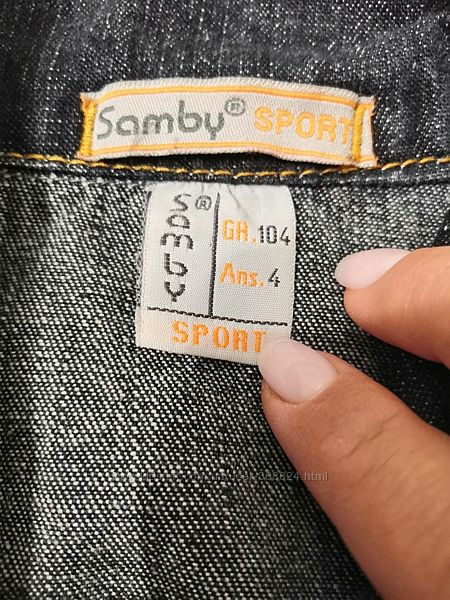 Samby® SPORT
Samby®
GR. 104
Ans. 4
SPORT